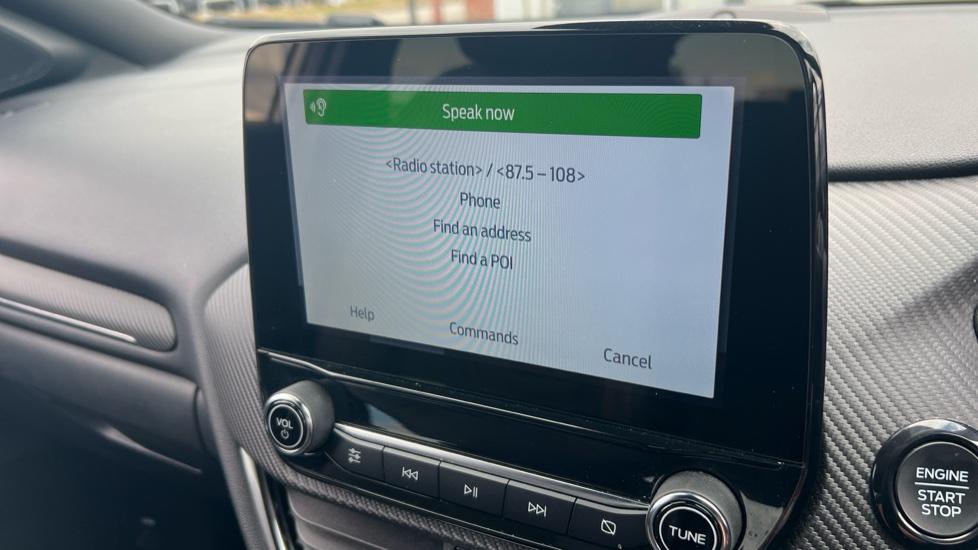 Speak now
<Radio station> / <87.5 – 108>
Phone
Find an address
Find a POI
Help
Commands
Cancel
VOL
TUNE
ENGINE
START
STOP